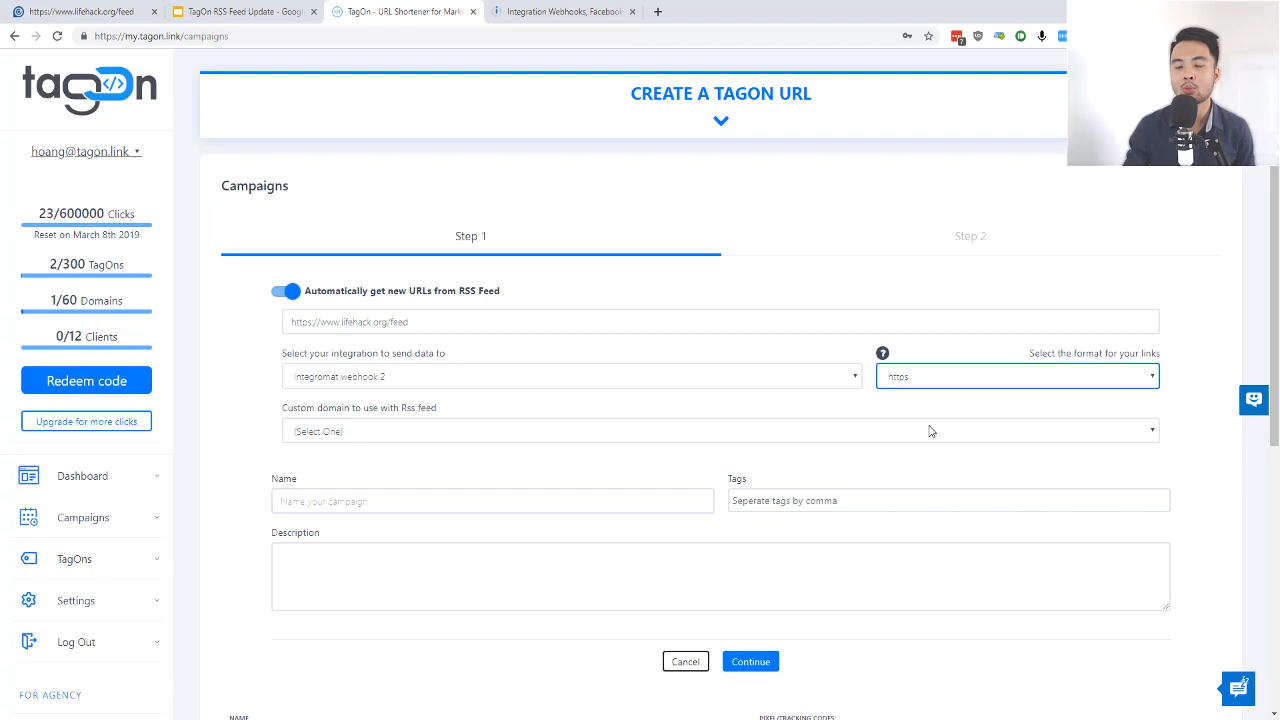 https://www.lifehack.org/feed
TagOn RSS Feed Update - Googl
TagOn - URL Shortener for Mark
Integration Webhooks, Facebook
https://my.tagon.link/campaigns
tagOn
hoang@tagon.link
23/600000 Clicks
Reset on March 8th 2019
2/300 TagOns
1/60 Domains
0/12 Clients
Redeem code
Upgrade for more clicks
Dashboard
Campaigns
TagOns
Settings
Log Out
FOR AGENCY
CREATE A TAGON URL
Campaigns
Step 1
Step 2
Automatically get new URLs from RSS Feed
https://www.lifehack.org/feed
Select your integration to send data to
? Select the format for your links
Integromat webhook 2
https
Custom domain to use with Rss feed
(Select One)
Name
Tags
Name your campaign
Seperate tags by comma
Description
Cancel
Continue
NAME
PIXEL/TRACKING CODES